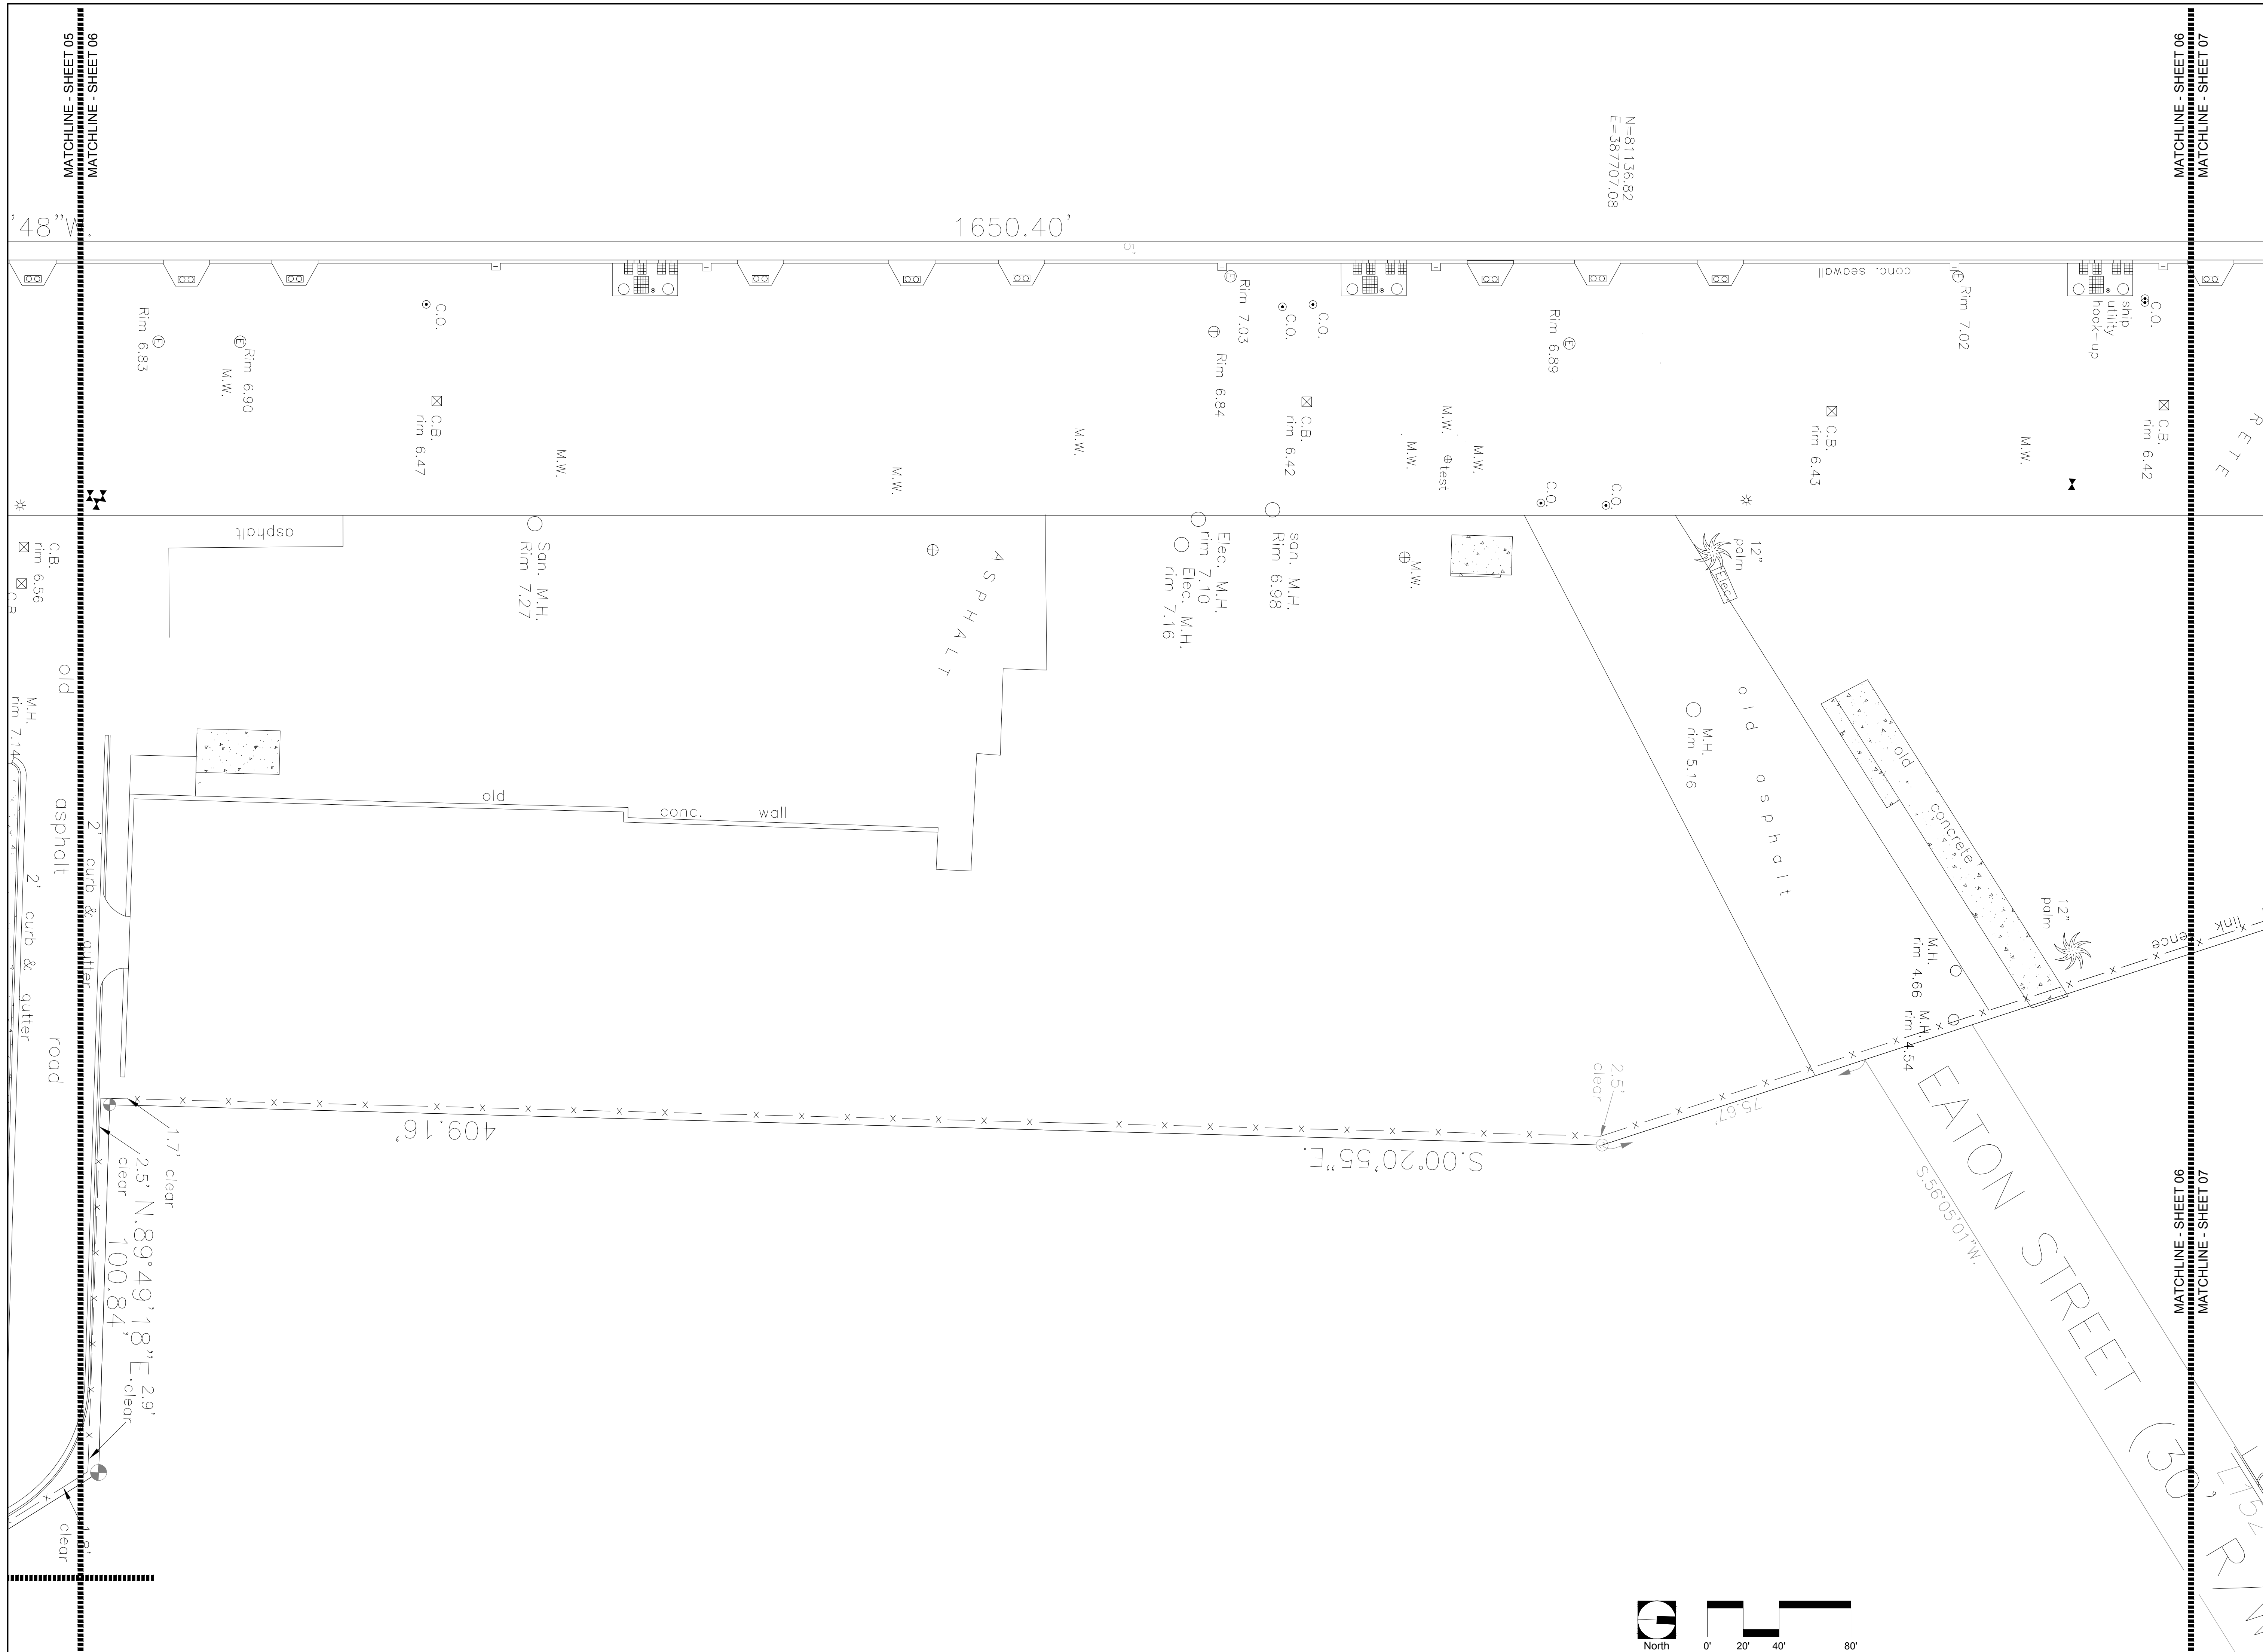 MATCHLINE - SHEET 05
MATCHLINE - SHEET 06
MATCHLINE - SHEET 06
MATCHLINE - SHEET 07
N=81136.82
E=387707.08
'48"W.
1650.40'
5'
conc. seawall
C.O.
Rim 7.03
C.O.
C.O.
Rim 7.02
ship
utility
hook-up
C.O.
Rim 6.83
E
E
Rim 6.90
M.W.
E
Rim 6.84
Rim 6.89
E
E
C.B.
rim 6.47
M.W.
M.W.
M.W.
C.B.
rim 6.42
M.W.
M.W.
M.W.
test
C.O.
C.O.
C.B.
rim 6.43
M.W.
C.B.
rim 6.42
RETE
asphalt
C.B.
rim 6.56
C.B.
San. M.H.
Rim 7.27
ASPHALT
san. M.H.
Rim 6.98
Elec. M.H.
rim 7.10
Elec. M.H.
rim 7.16
M.W.
12"
palm
Elec.
M.H.
rim 7.14
old asphalt road
2' curb & gutter
2' curb & gutter
old conc. wall
old asphalt
M.H.
rim 5.16
old concrete
12"
palm
M.H.
rim 4.66
M.H.
rim 4.54
link
ence
2.5'
clear
75.67'
409.16'
S.00°20'55"E.
1.7' clear
2.5'
clear
N.89°49'18"E.
100.84'
2.9'
clear
1.8'
clear
EATON STREET (30'
S.56°05'01"W.
MATCHLINE - SHEET 06
MATCHLINE - SHEET 07
North
0' 20' 40' 80'